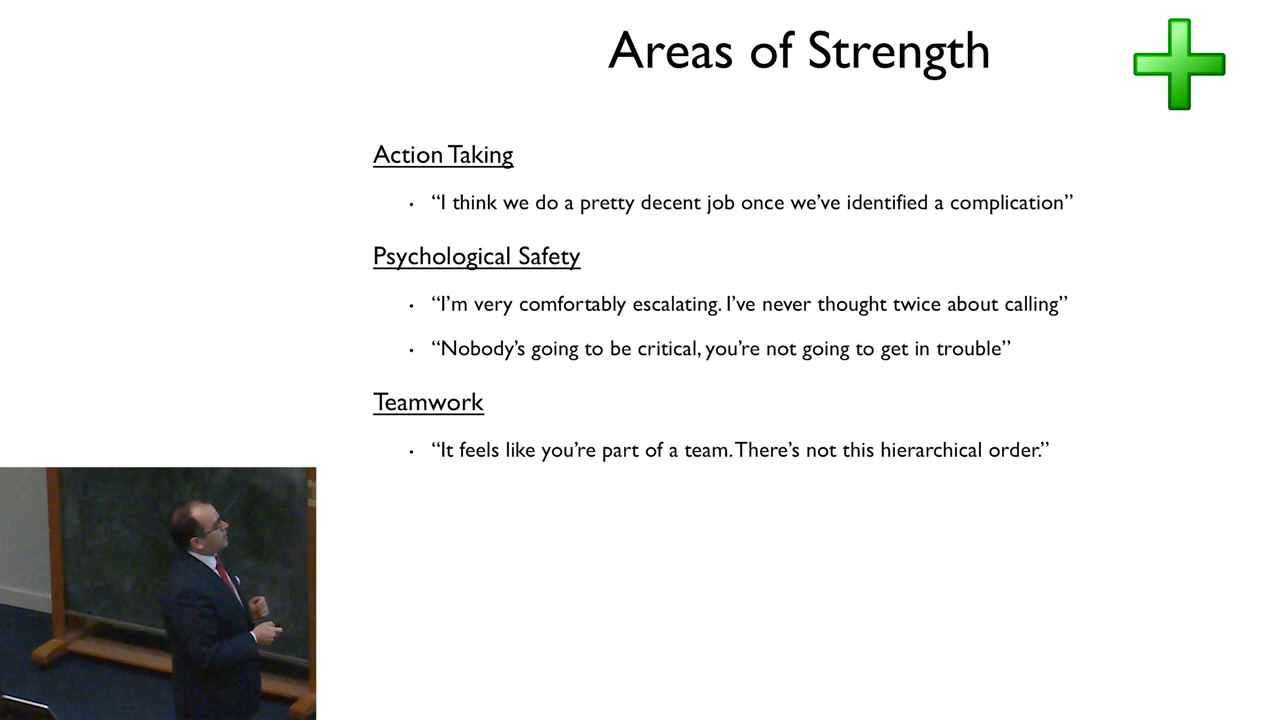 Areas of Strength
Action Taking
• “I think we do a pretty decent job once we’ve identified a complication”
Psychological Safety
• “I’m very comfortably escalating. I’ve never thought twice about calling”
• “Nobody’s going to be critical, you’re not going to get in trouble”
Teamwork
• “It feels like you’re part of a team. There’s not this hierarchical order.”